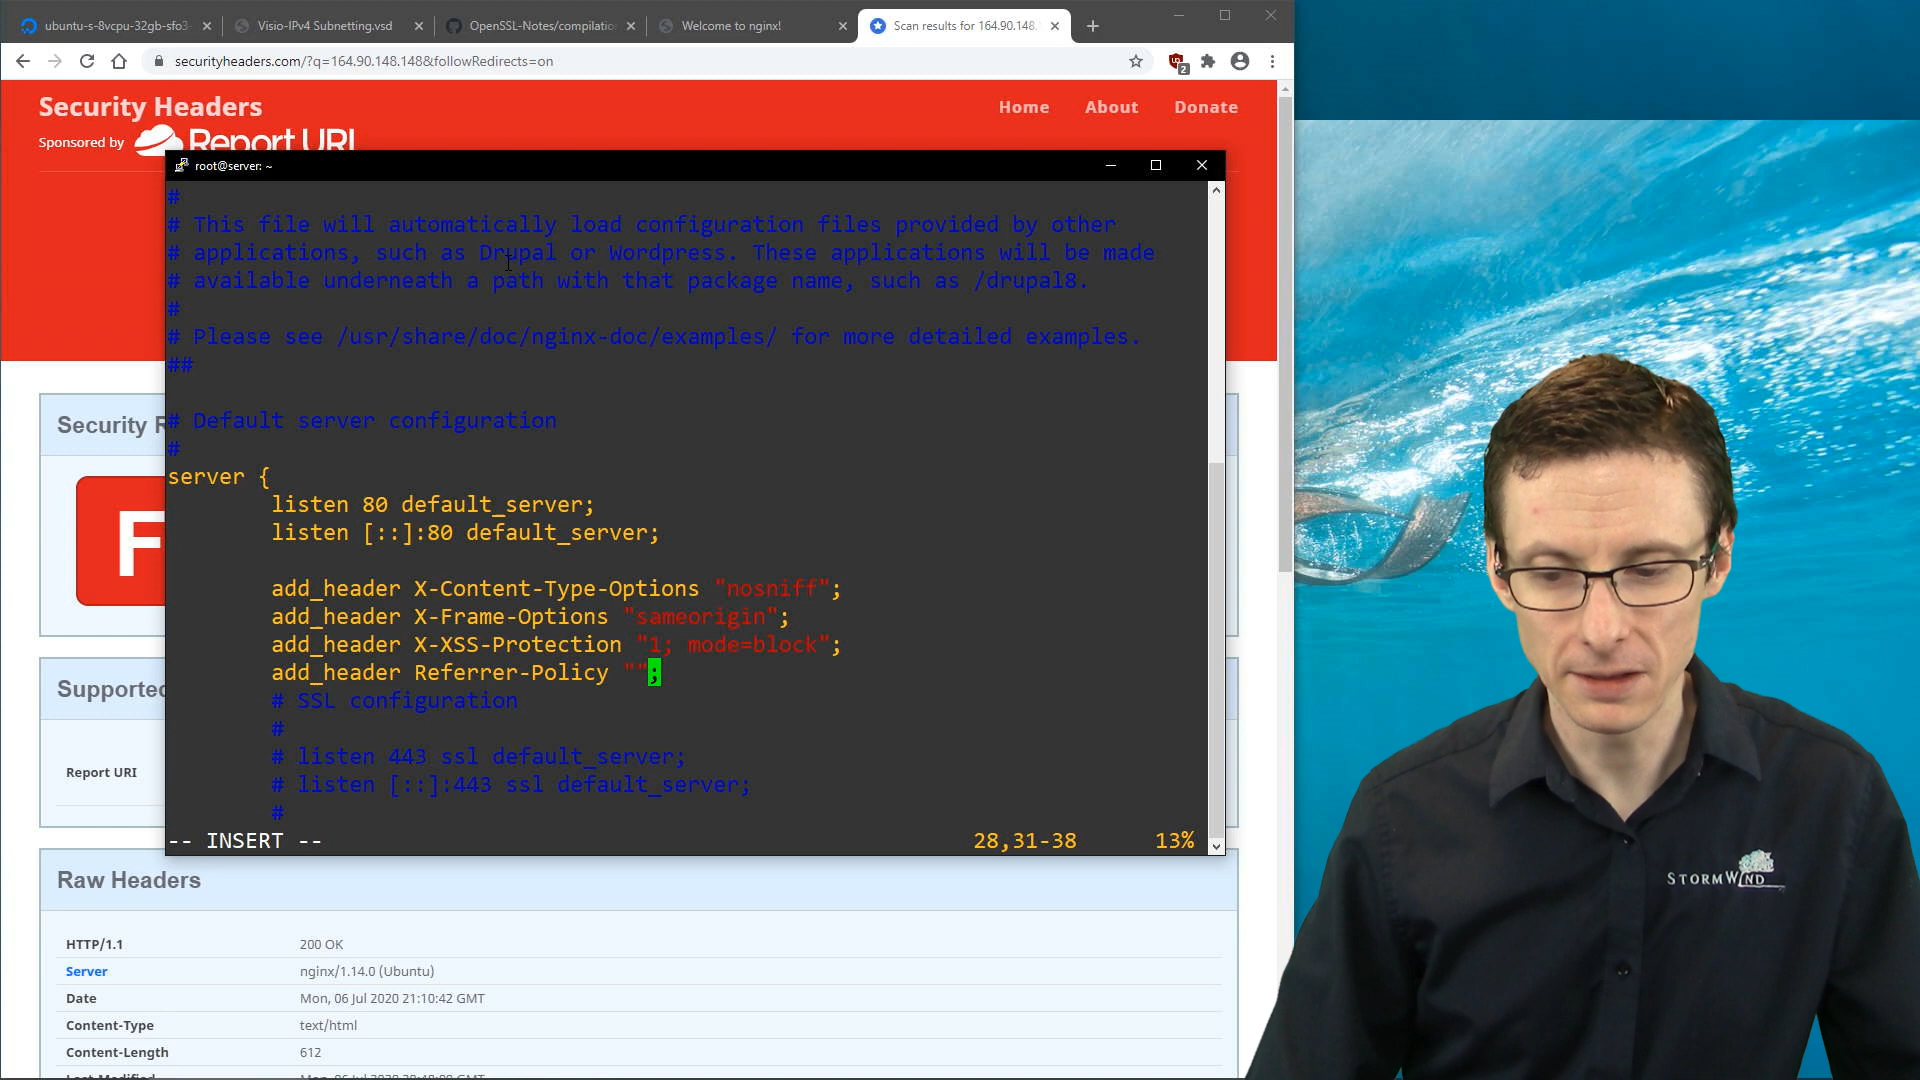 ubuntu-s-8vcpu-32gb-sfo3-
Visio-IPv4 Subnetting.vsd
OpenSSL-Notes/compilatio
Welcome to nginx!
Scan results for 164.90.148.
securityheaders.com/?q=164.90.148.148&followRedirects=on
2
Security Headers
Home
About
Donate
Sponsored by
Report URI
root@server: ~
#
# This file will automatically load configuration files provided by other
# applications, such as Drupal or Wordpress. These applications will be made
# available underneath a path with that package name, such as /drupal8.
#
# Please see /usr/share/doc/nginx-doc/examples/ for more detailed examples.
##
# Default server configuration
#
server {
listen 80 default_server;
listen [::]:80 default_server;
add_header X-Content-Type-Options "nosniff";
add_header X-Frame-Options "sameorigin";
add_header X-XSS-Protection "1; mode=block";
add_header Referrer-Policy "";
# SSL configuration
#
# listen 443 ssl default_server;
# listen [::]:443 ssl default_server;
#
-- INSERT --
28,31-38
13%
Security R
F
Supported
Report URI
Raw Headers
HTTP/1.1 200 OK
Server nginx/1.14.0 (Ubuntu)
Date Mon, 06 Jul 2020 21:10:42 GMT
Content-Type text/html
Content-Length 612
STORMWIND